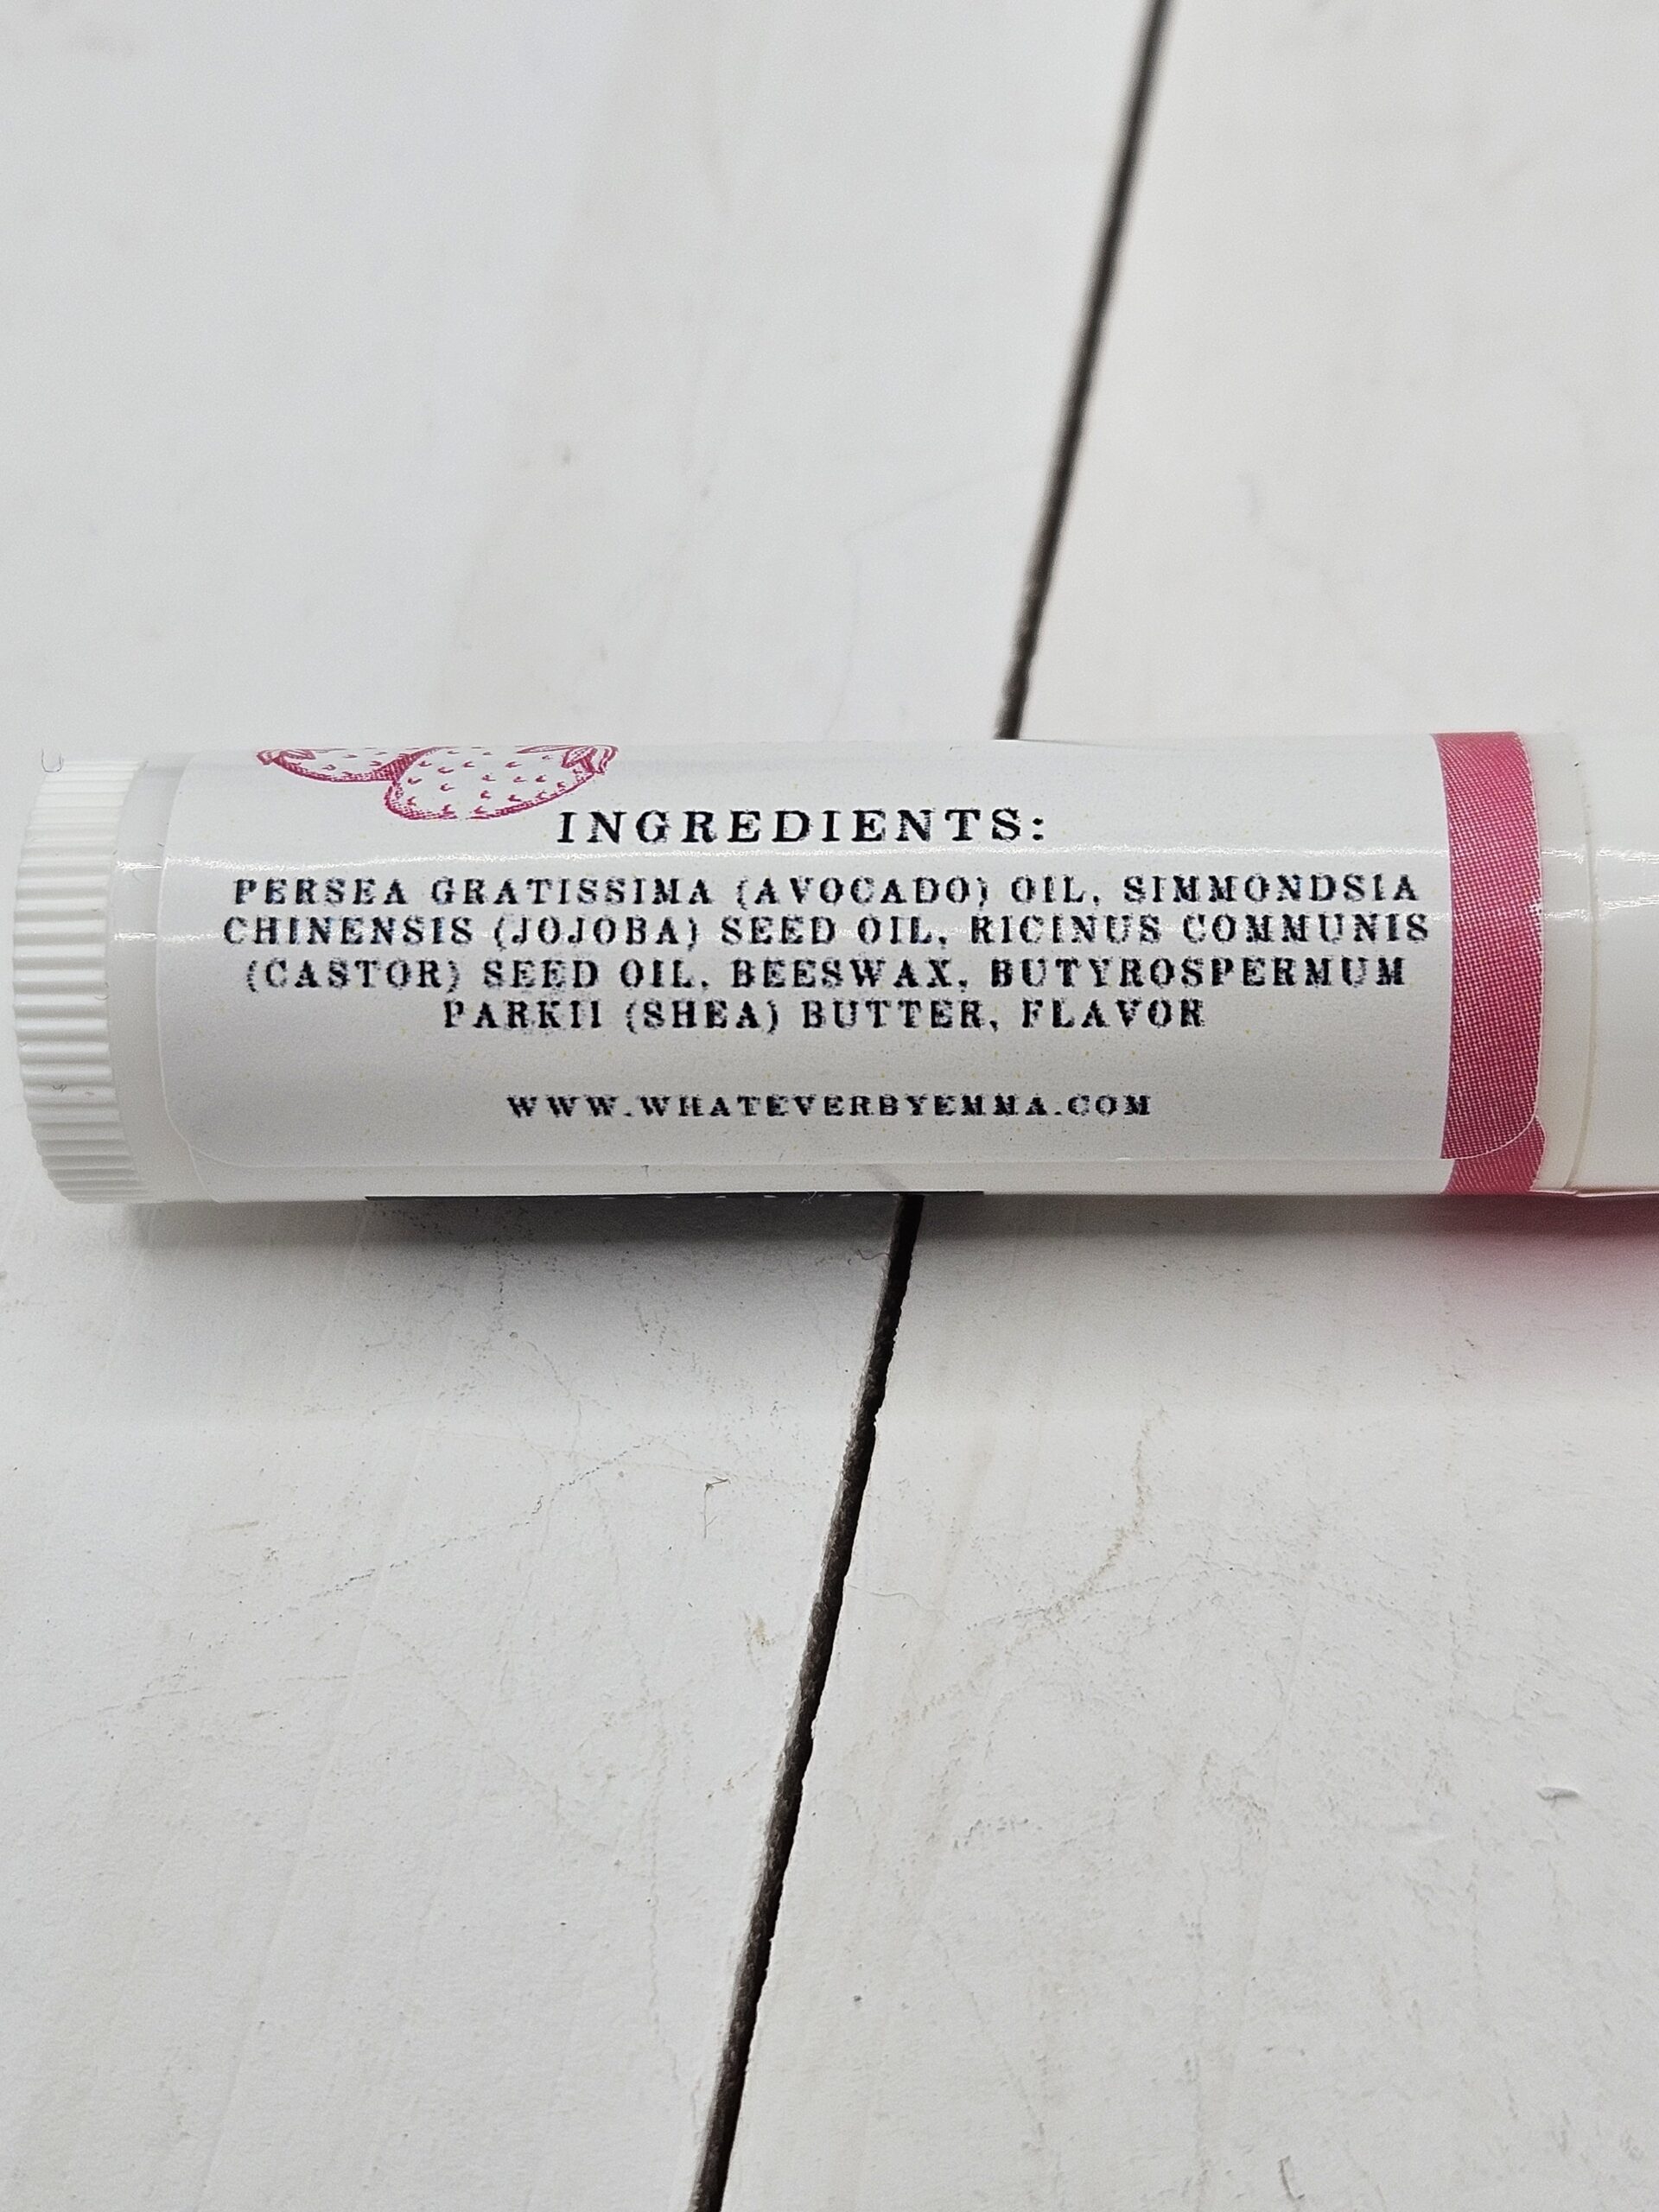 INGREDIENTS:
PERSEA GRATISSIMA (AVOCADO) OIL, SIMMONDSIA
CHINENSIS (JOJOBA) SEED OIL, RICINUS COMMUNIS
(CASTOR) SEED OIL, BEESWAX, BUTYROSPERMUM
PARKII (SHEA) BUTTER, FLAVOR
WWW.WHATEVERBYEMMA.COM